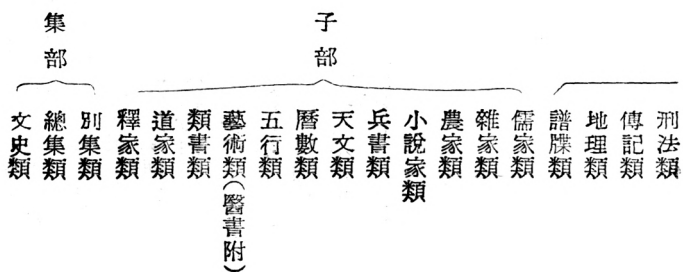 刑法類
傳記類
地理類
譜牒類
子部
儒家類
雜家類
農家類
小說家類
兵書類
天文類
曆數類
五行類
藝術類(醫書附)
類書類
道家類
釋家類
集部
別集類
總集類
文史類